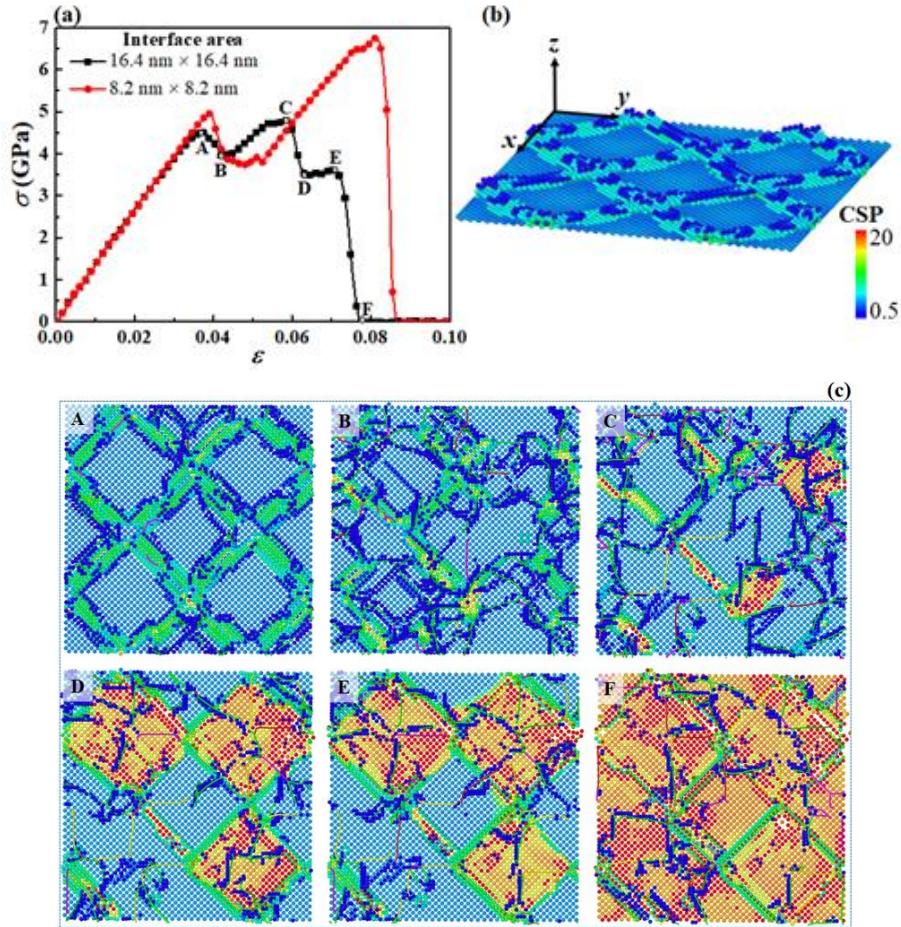 (a)
Interface area
16.4 nm × 16.4 nm
8.2 nm × 8.2 nm
σ (GPa)
7
6
5
4
3
2
1
0
A
B
C
D
E
F
0.00 0.02 0.04 0.06 0.08 0.10
ε
(b)
z
y
x
CSP
20
0.5
(c)
A B C
D E F